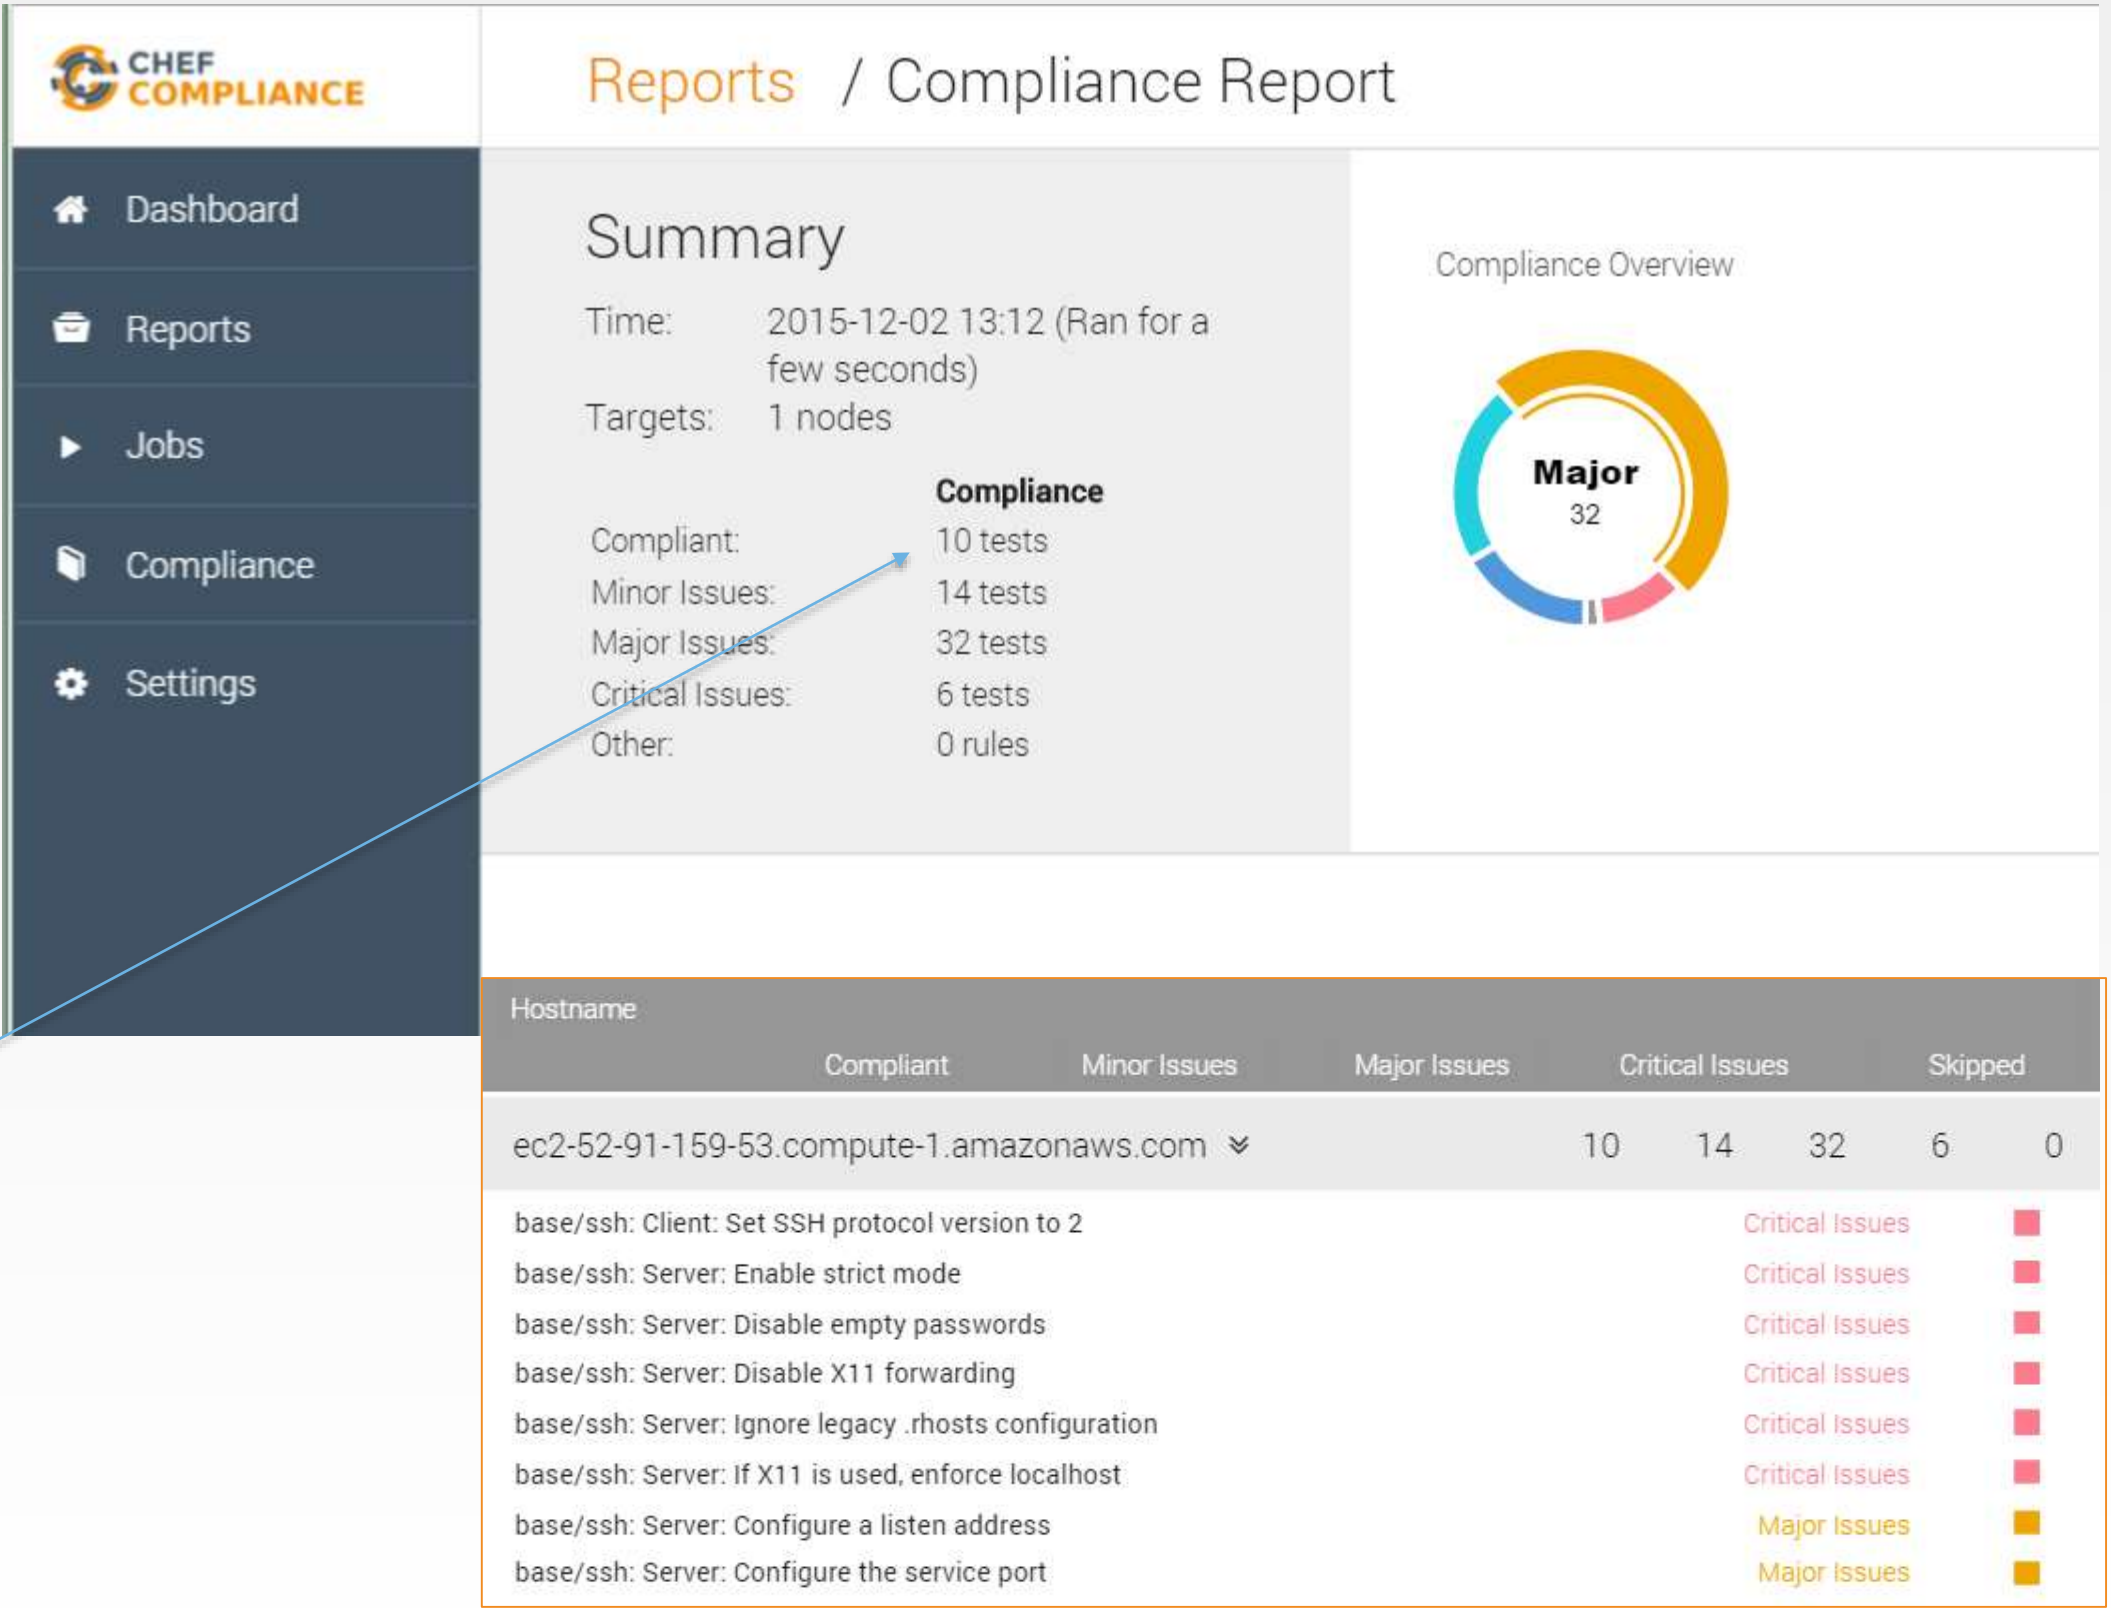 CHEF
COMPLIANCE
Reports / Compliance Report
Dashboard
Reports
Jobs
Compliance
Settings
Summary
Time: 2015-12-02 13:12 (Ran for a
few seconds)
Targets: 1 nodes
Compliance
Compliant: 10 tests
Minor Issues: 14 tests
Major Issues: 32 tests
Critical Issues: 6 tests
Other: 0 rules
Compliance Overview
Major
32
Hostname
Compliant Minor Issues Major Issues Critical Issues Skipped
ec2-52-91-159-53.compute-1.amazonaws.com 10 14 32 6 0
base/ssh: Client: Set SSH protocol version to 2 Critical Issues
base/ssh: Server: Enable strict mode Critical Issues
base/ssh: Server: Disable empty passwords Critical Issues
base/ssh: Server: Disable X11 forwarding Critical Issues
base/ssh: Server: Ignore legacy .rhosts configuration Critical Issues
base/ssh: Server: If X11 is used, enforce localhost Critical Issues
base/ssh: Server: Configure a listen address Major Issues
base/ssh: Server: Configure the service port Major Issues